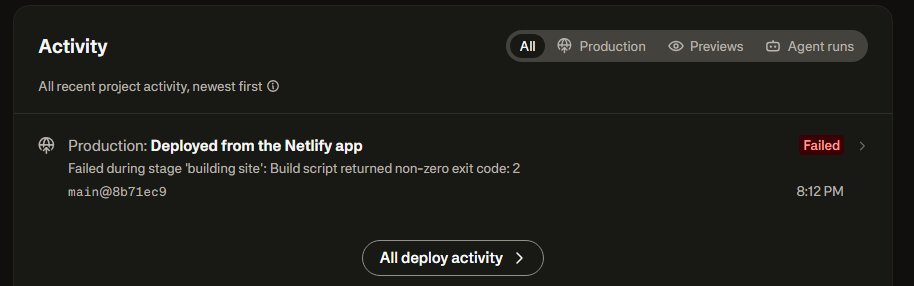 Activity
All Production Previews Agent runs
All recent project activity, newest first
Production: Deployed from the Netlify app
Failed
Failed during stage 'building site': Build script returned non-zero exit code: 2
main@8b71ec9
8:12 PM
All deploy activity